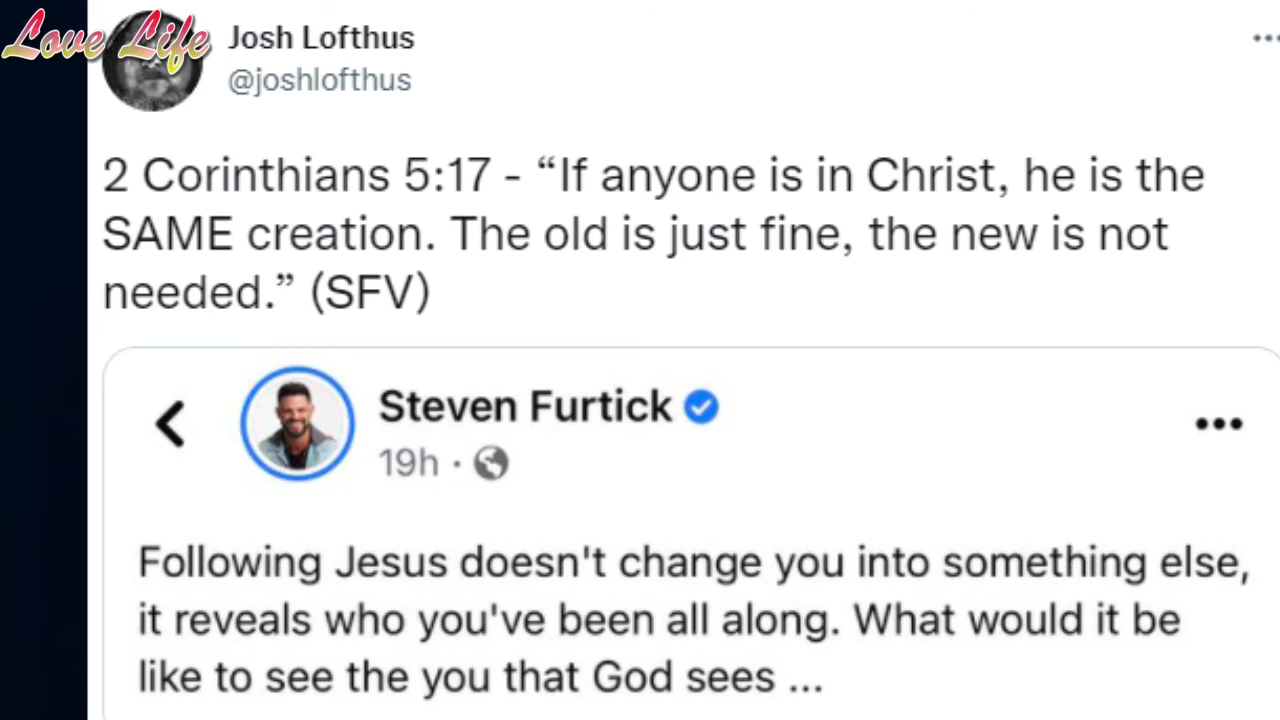 Love Life
Josh Lofthus
@joshlofthus
2 Corinthians 5:17 - “If anyone is in Christ, he is the
SAME creation. The old is just fine, the new is not
needed.” (SFV)
Steven Furtick
19h ·
Following Jesus doesn't change you into something else,
it reveals who you've been all along. What would it be
like to see the you that God sees ...